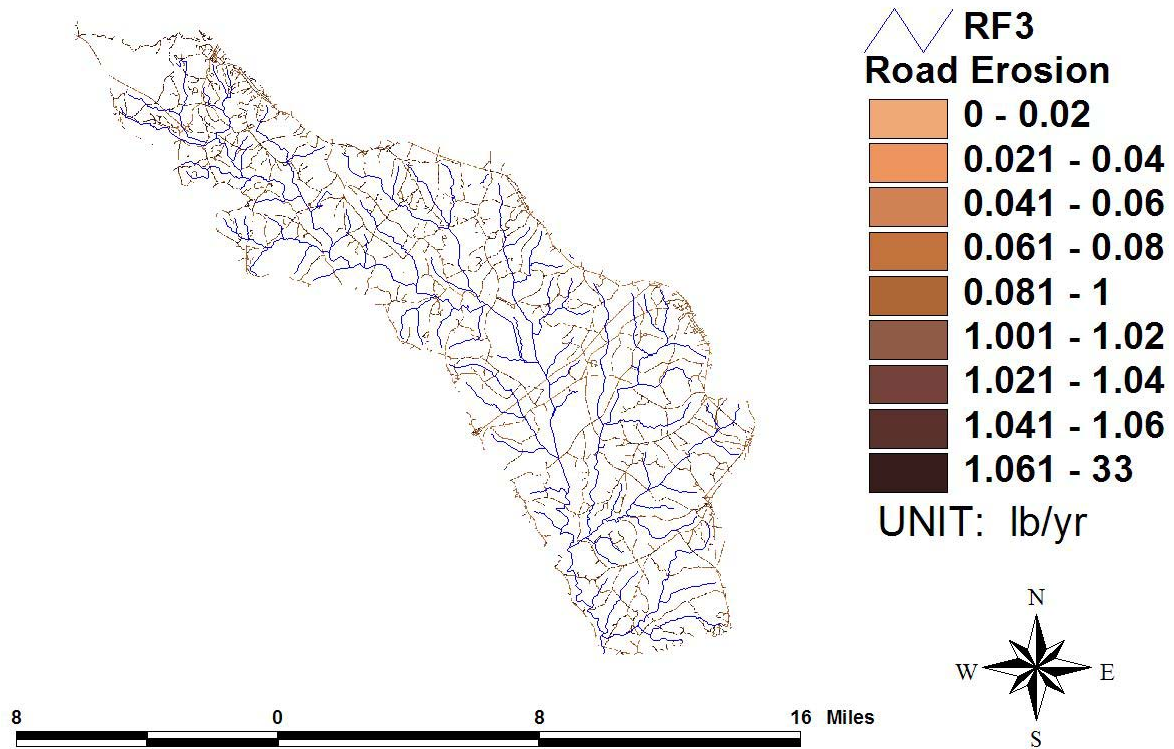 RF3
Road Erosion
0 - 0.02
0.021 - 0.04
0.041 - 0.06
0.061 - 0.08
0.081 - 1
1.001 - 1.02
1.021 - 1.04
1.041 - 1.06
1.061 - 33
UNIT: lb/yr
N
W E
S
8 0 8 16 Miles